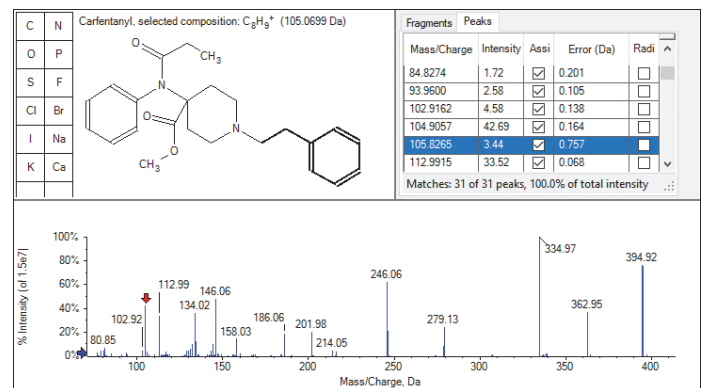 C N
O P
S F
Cl Br
I Na
K Ca
Carfentanyl, selected composition: C₈H₉⁺ (105.0699 Da)
O
CH₃
N
O
O
CH₃
N
Fragments Peaks
Mass/Charge Intensity Assi Error (Da) Radi
84.8274 1.72 0.201
93.9600 2.58 0.105
102.9162 4.58 0.138
104.9057 42.69 0.164
105.8265 3.44 0.757
112.9915 33.52 0.068
Matches: 31 of 31 peaks, 100.0% of total intensity
% Intensity (of 1.5e7)
100%
80%
60%
40%
20%
0%
80.85
102.92
112.99
134.02
146.06
158.03
186.06
201.98
214.05
246.06
279.13
334.97
362.95
394.92
100 150 200 250 300 350 400
Mass/Charge, Da